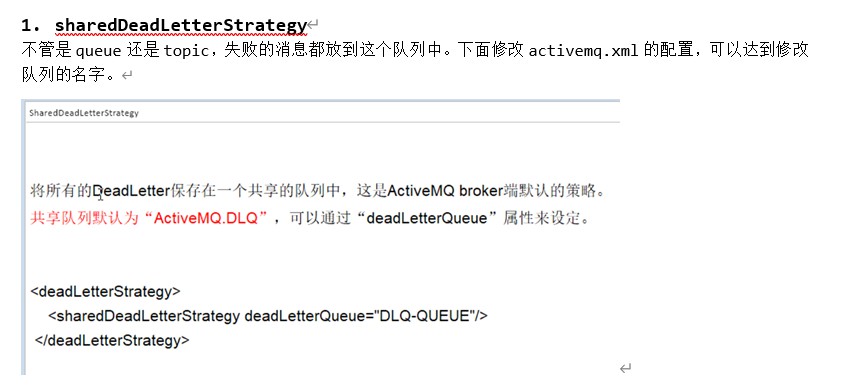 1. sharedDeadLetterStrategy
不管是 queue 还是 topic，失败的消息都放到这个队列中。下面修改 activemq.xml 的配置，可以达到修改
队列的名字。
SharedDeadLetterStrategy
将所有的DeadLetter保存在一个共享的队列中，这是ActiveMQ broker端默认的策略。
共享队列默认为“ActiveMQ.DLQ”，可以通过“deadLetterQueue”属性来设定。
<deadLetterStrategy>
<sharedDeadLetterStrategy deadLetterQueue="DLQ-QUEUE"/>
</deadLetterStrategy>